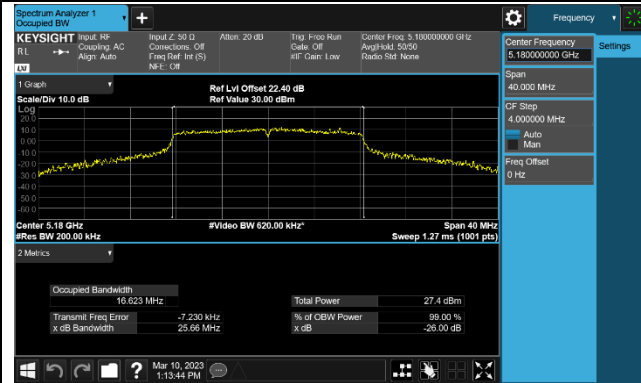 Spectrum Analyzer 1
Occupied BW
+
Frequency
KEYSIGHT
RL
LXI
Input: RF
Coupling: AC
Align: Auto
Input Z: 50 Ω
Corrections: Off
Freq Ref: Int (S)
NFE: Off
Atten: 20 dB
Trig: Free Run
Gate: Off
#IF Gain: Low
Center Freq: 5.180000000 GHz
Avg|Hold: 50/50
Radio Std: None
Center Frequency
5.180000000 GHz
Settings
Span
40.000 MHz
CF Step
4.000000 MHz
Auto
Man
Freq Offset
0 Hz
1 Graph
Scale/Div 10.0 dB
Ref Lvl Offset 22.40 dB
Ref Value 30.00 dBm
Log
20.0
10.0
0.00
-10.0
-20.0
-30.0
-40.0
-50.0
-60.0
Center 5.18 GHz
#Video BW 620.00 kHz*
Span 40 MHz
#Res BW 200.00 kHz
Sweep 1.27 ms (1001 pts)
2 Metrics
Occupied Bandwidth
16.623 MHz
Total Power 27.4 dBm
Transmit Freq Error -7.230 kHz
% of OBW Power 99.00 %
x dB Bandwidth 25.66 MHz
x dB -26.00 dB
?
Mar 10, 2023
1:13:44 PM